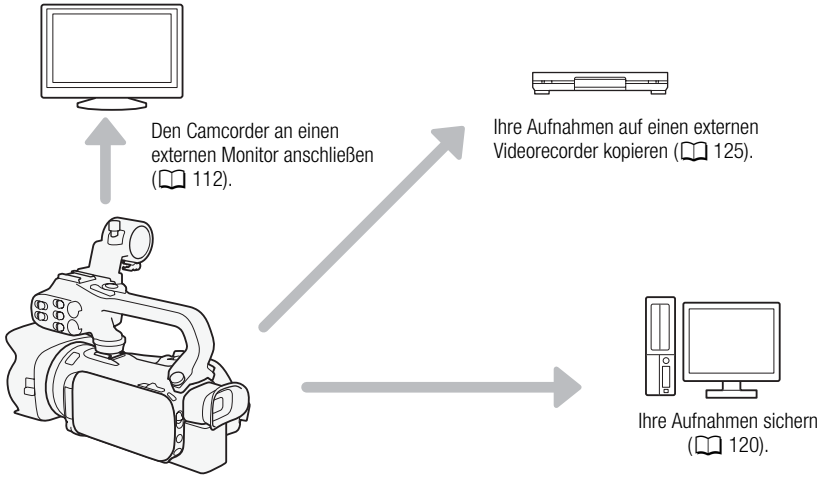 Den Camcorder an einen
externen Monitor anschließen
(📖 112).
Ihre Aufnahmen auf einen externen
Videorecorder kopieren (📖 125).
Ihre Aufnahmen sichern
(📖 120).